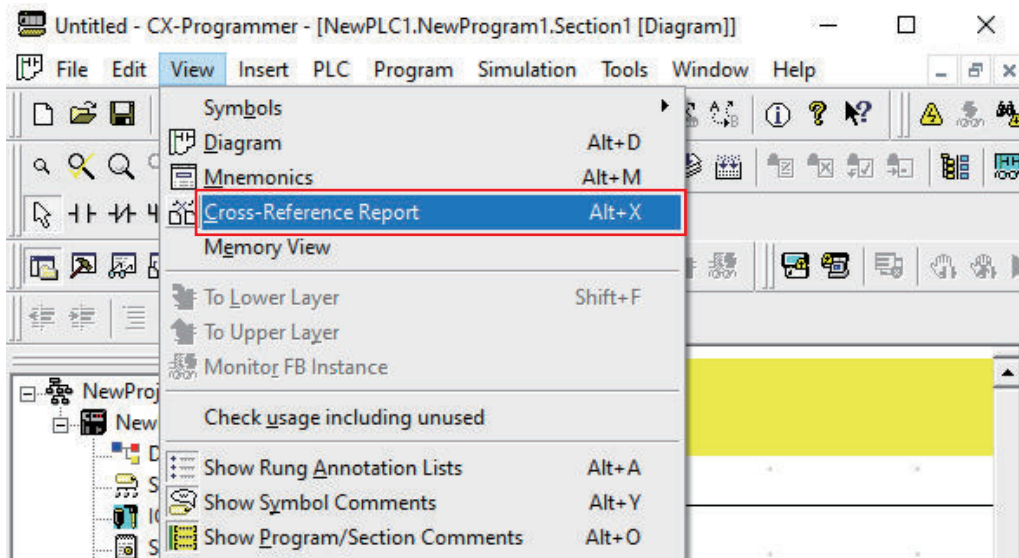 Untitled - CX-Programmer - [NewPLC1.NewProgram1.Section1 [Diagram]]
File Edit View Insert PLC Program Simulation Tools Window Help
Symbols
Diagram Alt+D
Mnemonics Alt+M
Cross-Reference Report Alt+X
Memory View
To Lower Layer Shift+F
To Upper Layer
Monitor FB Instance
NewProj
Check usage including unused
New
D
Show Rung Annotation Lists Alt+A
S
Show Symbol Comments Alt+Y
IO
Show Program/Section Comments Alt+O
S